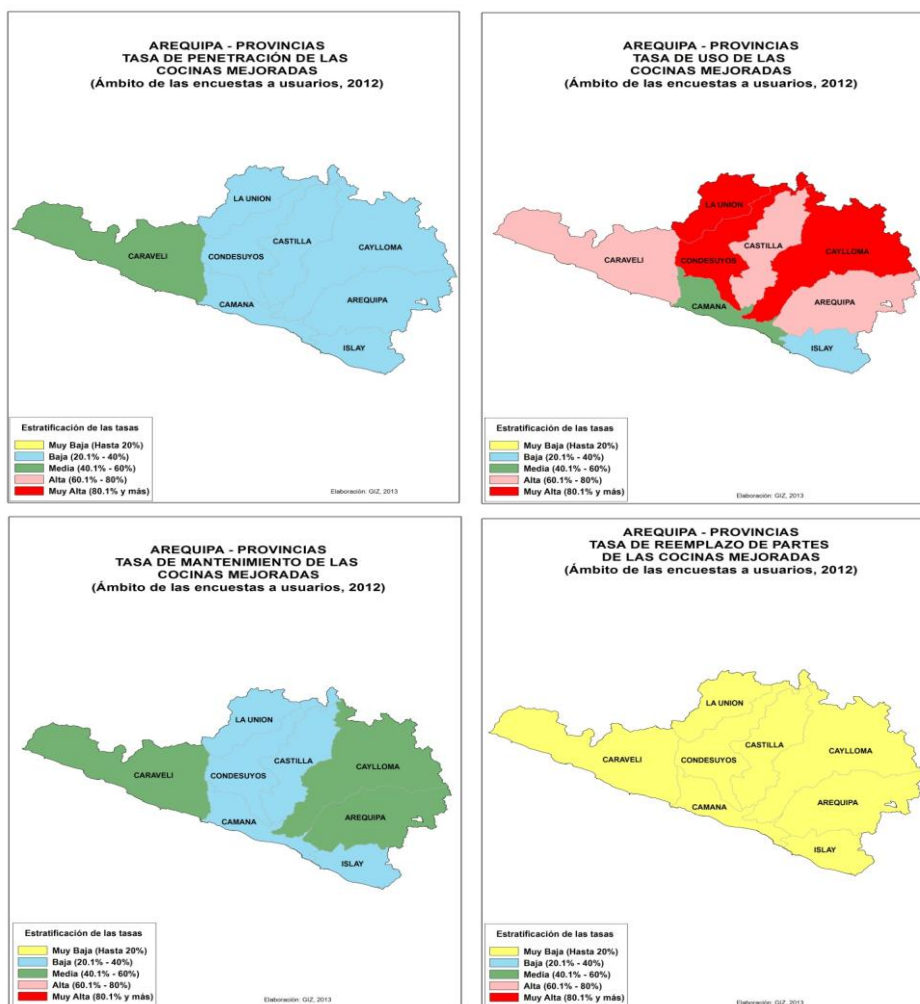 AREQUIPA - PROVINCIAS
TASA DE PENETRACIÓN DE LAS
COCINAS MEJORADAS
(Ámbito de las encuestas a usuarios, 2012)
LA UNION
CASTILLA
CAYLLOMA
CARAVELI
CONDESUYOS
AREQUIPA
CAMANA
ISLAY
Estratificación de las tasas
Muy Baja (Hasta 20%)
Baja (20.1% - 40%)
Media (40.1% - 60%)
Alta (60.1% - 80%)
Muy Alta (80.1% y más)
Elaboración: GIZ, 2013
AREQUIPA - PROVINCIAS
TASA DE USO DE LAS
COCINAS MEJORADAS
(Ámbito de las encuestas a usuarios, 2012)
LA UNION
CASTILLA
CAYLLOMA
CARAVELI
CONDESUYOS
AREQUIPA
CAMANA
ISLAY
Estratificación de las tasas
Muy Baja (Hasta 20%)
Baja (20.1% - 40%)
Media (40.1% - 60%)
Alta (60.1% - 80%)
Muy Alta (80.1% y más)
Elaboración: GIZ, 2013
AREQUIPA - PROVINCIAS
TASA DE MANTENIMIENTO DE LAS
COCINAS MEJORADAS
(Ámbito de las encuestas a usuarios, 2012)
LA UNION
CASTILLA
CAYLLOMA
CARAVELI
CONDESUYOS
AREQUIPA
CAMANA
ISLAY
Estratificación de las tasas
Muy Baja (Hasta 20%)
Baja (20.1% - 40%)
Media (40.1% - 60%)
Alta (60.1% - 80%)
Muy Alta (80.1% y más)
Elaboración: GIZ, 2013
AREQUIPA - PROVINCIAS
TASA DE REEMPLAZO DE PARTES
DE LAS COCINAS MEJORADAS
(Ámbito de las encuestas a usuarios, 2012)
LA UNION
CASTILLA
CAYLLOMA
CARAVELI
CONDESUYOS
AREQUIPA
CAMANA
ISLAY
Estratificación de las tasas
Muy Baja (Hasta 20%)
Baja (20.1% - 40%)
Media (40.1% - 60%)
Alta (60.1% - 80%)
Muy Alta (80.1% y más)
Elaboración: GIZ, 2013